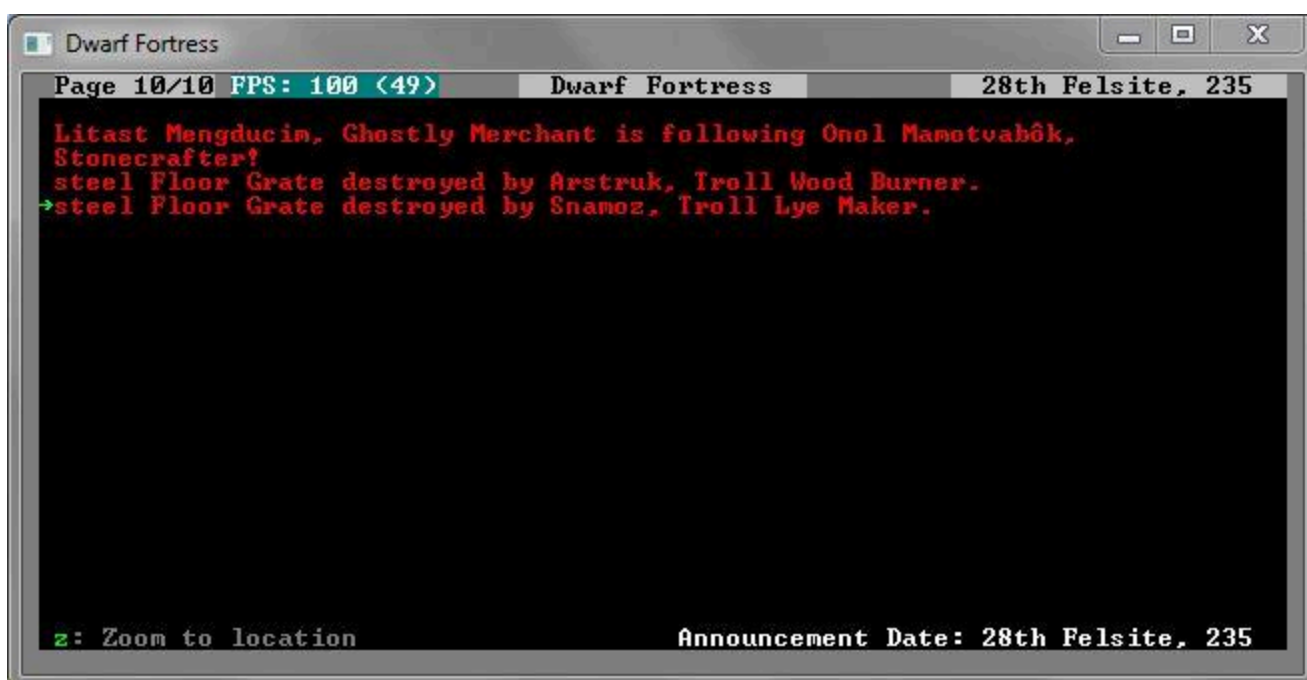 Dwarf Fortress
Page 10/10 FPS: 100 (49) Dwarf Fortress 28th Felsite, 235
Litast Mengducim, Ghostly Merchant is following Onol Mamotvabôk,
Stonecrafter!
steel Floor Grate destroyed by Arstruk, Troll Wood Burner.
→steel Floor Grate destroyed by Snamoz, Troll Lye Maker.
z: Zoom to location Announcement Date: 28th Felsite, 235